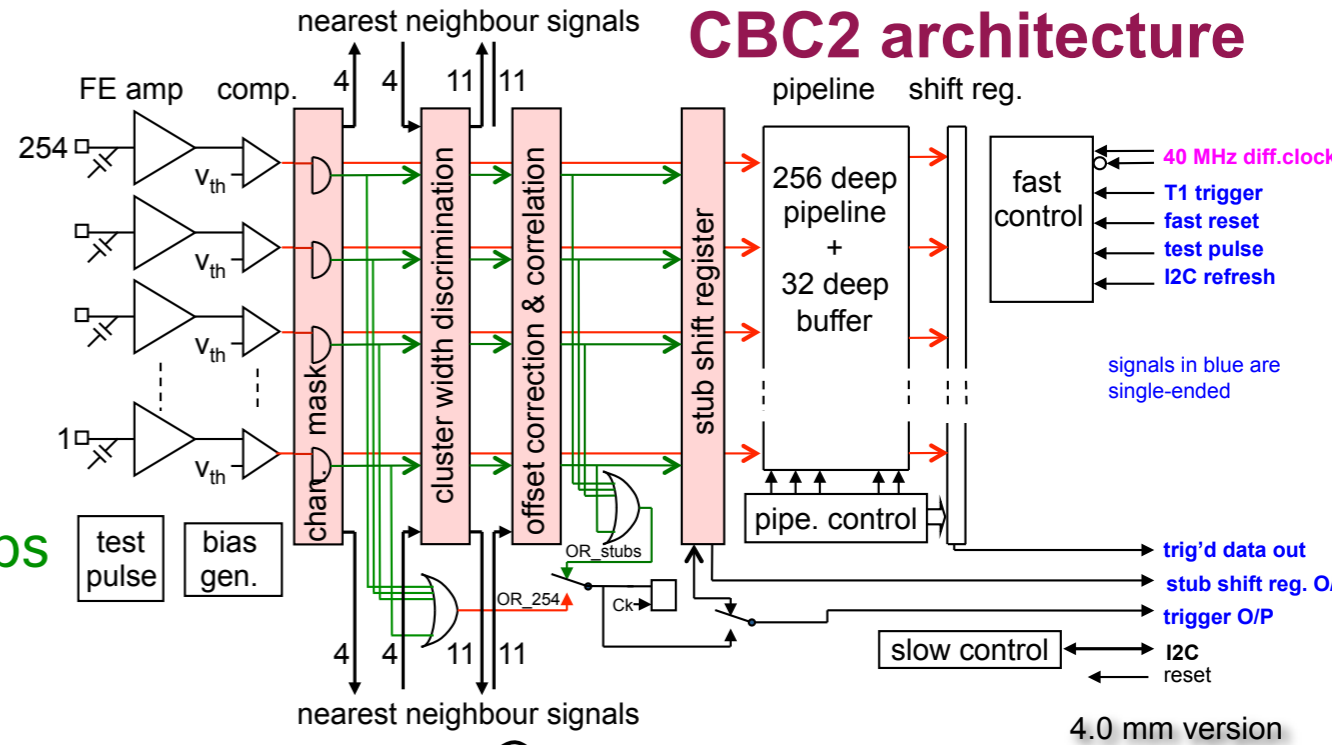 nearest neighbour signals
CBC2 architecture
4 4 11 11
FE amp comp. pipeline shift reg.
254
Vth
Vth
Vth
1
Vth
chan. mask
cluster width discrimination
offset correction & correlation
stub shift register
256 deep
pipeline
+
32 deep
buffer
fast
control
40 MHz diff.clock
T1 trigger
fast reset
test pulse
I2C refresh
signals in blue are
single-ended
pipe. control
test
pulse
bias
gen.
OR_stubs
OR_254
Ck
trig'd data out
stub shift reg. O/
trigger O/P
slow control
I2C
reset
4 4 11 11
nearest neighbour signals
4.0 mm version